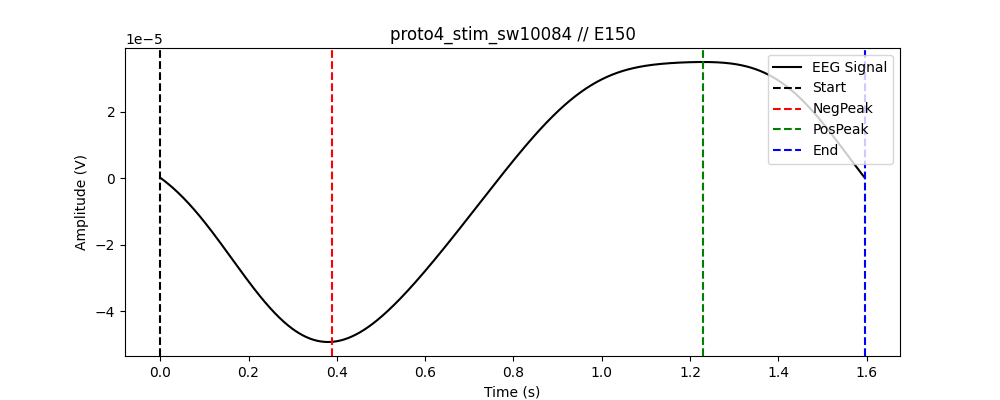 proto4_stim_sw10084 // E150
1e−5
Amplitude (V)
2
0
−2
−4
0.0 0.2 0.4 0.6 0.8 1.0 1.2 1.4 1.6
Time (s)
EEG Signal
Start
NegPeak
PosPeak
End